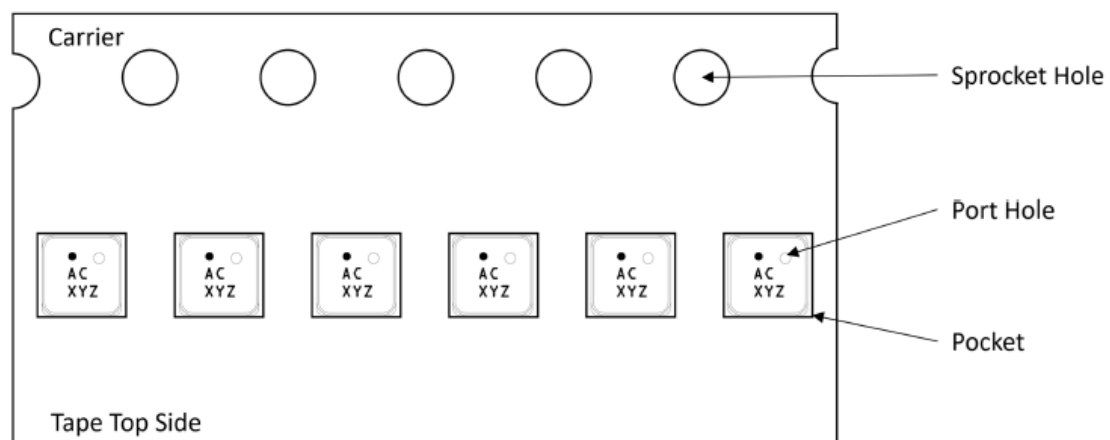 Carrier
Sprocket Hole
Port Hole
AC
XYZ
AC
XYZ
AC
XYZ
AC
XYZ
AC
XYZ
AC
XYZ
Pocket
Tape Top Side